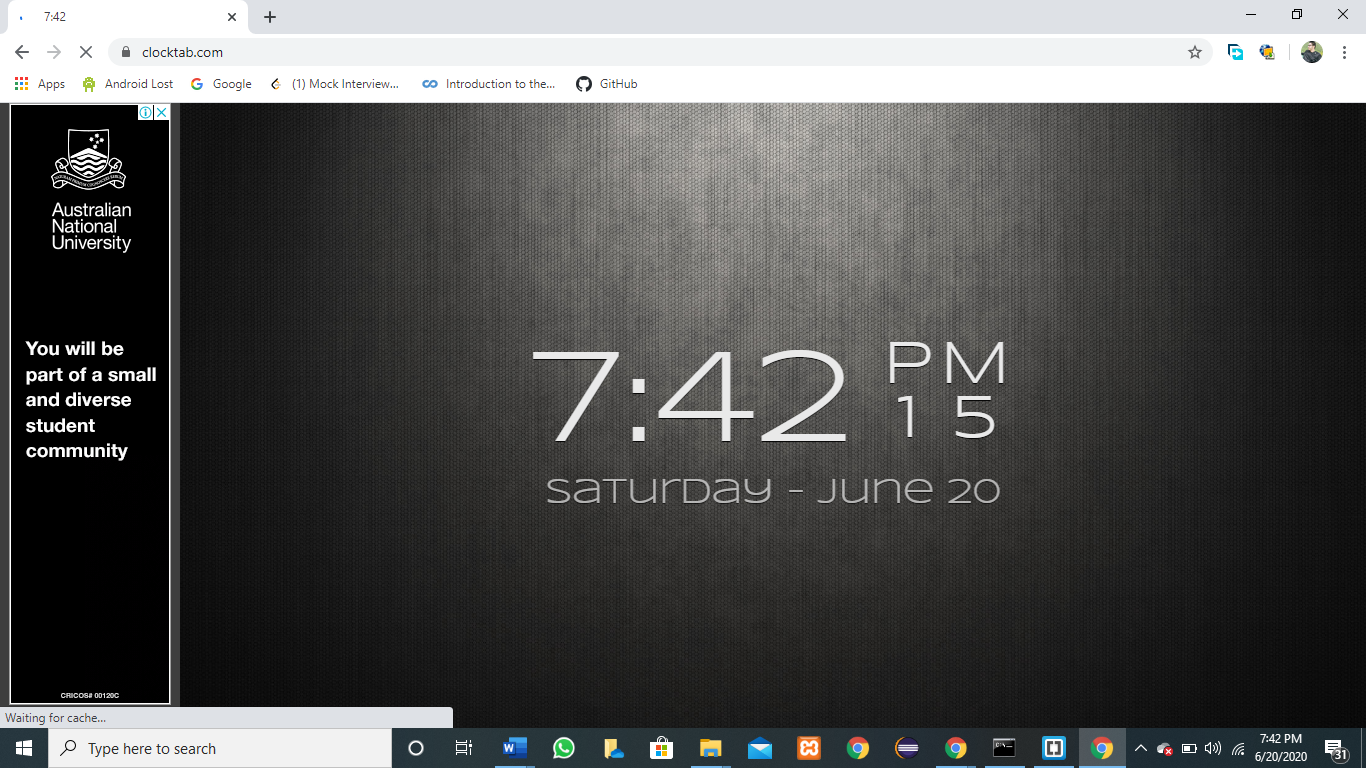 7:42
clocktab.com
Apps
Android Lost
Google
(1) Mock Interview...
Introduction to the...
GitHub
Australian
National
University
You will be
part of a small
and diverse
student
community
CRICOS# 00120C
7:42 PM
15
Saturday - June 20
Waiting for cache...
Type here to search
7:42 PM
6/20/2020
31